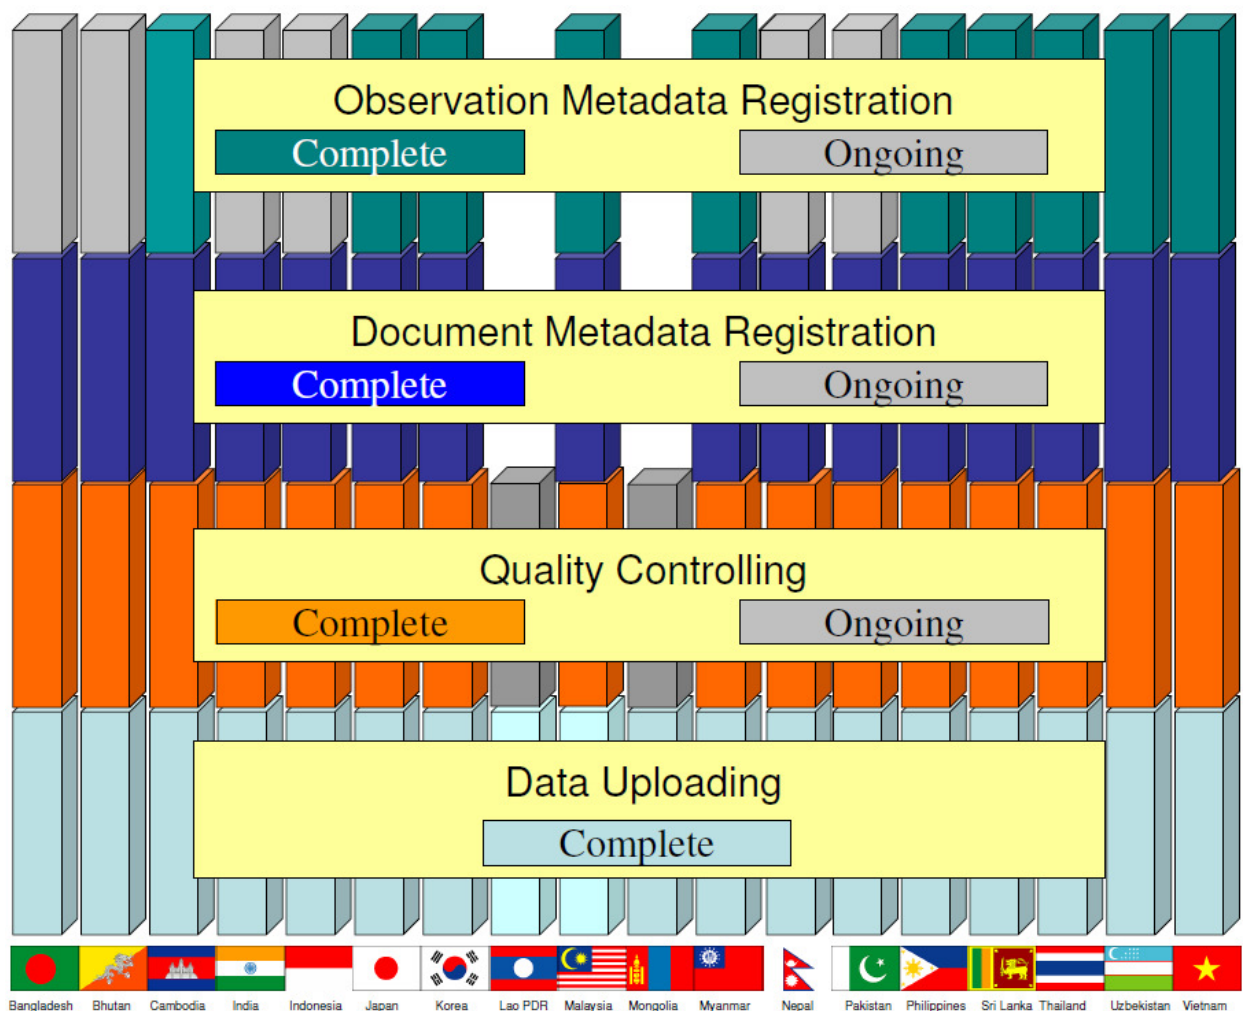 Observation Metadata Registration
Complete Ongoing
Document Metadata Registration
Complete Ongoing
Quality Controlling
Complete Ongoing
Data Uploading
Complete
Bangladesh Bhutan Cambodia India Indonesia Japan Korea Lao PDR Malaysia Mongolia Myanmar Nepal Pakistan Philippines Sri Lanka Thailand Uzbekistan Vietnam